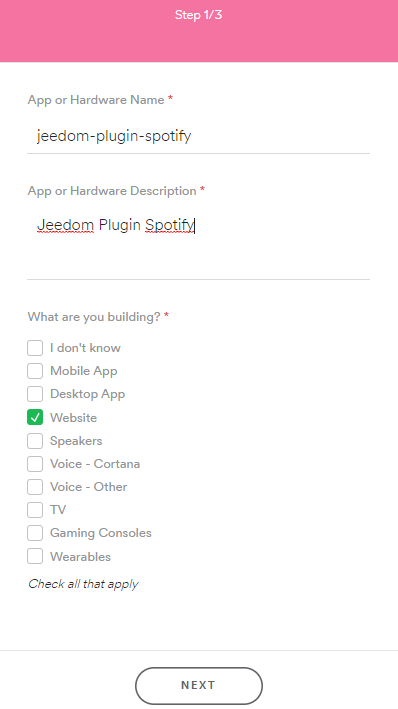 Step 1/3
App or Hardware Name *
jeedom-plugin-spotify
App or Hardware Description *
Jeedom Plugin Spotify
What are you building? *
I don't know
Mobile App
Desktop App
Website
Speakers
Voice - Cortana
Voice - Other
TV
Gaming Consoles
Wearables
Check all that apply
NEXT